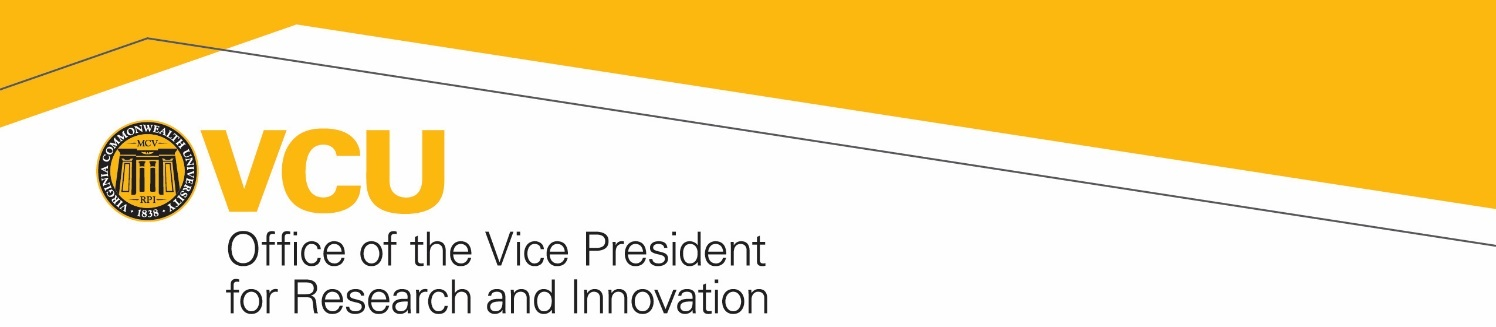 VIRGINIA COMMONWEALTH UNIVERSITY
MCV
RPI
· 1838 ·
VCU
Office of the Vice President
for Research and Innovation